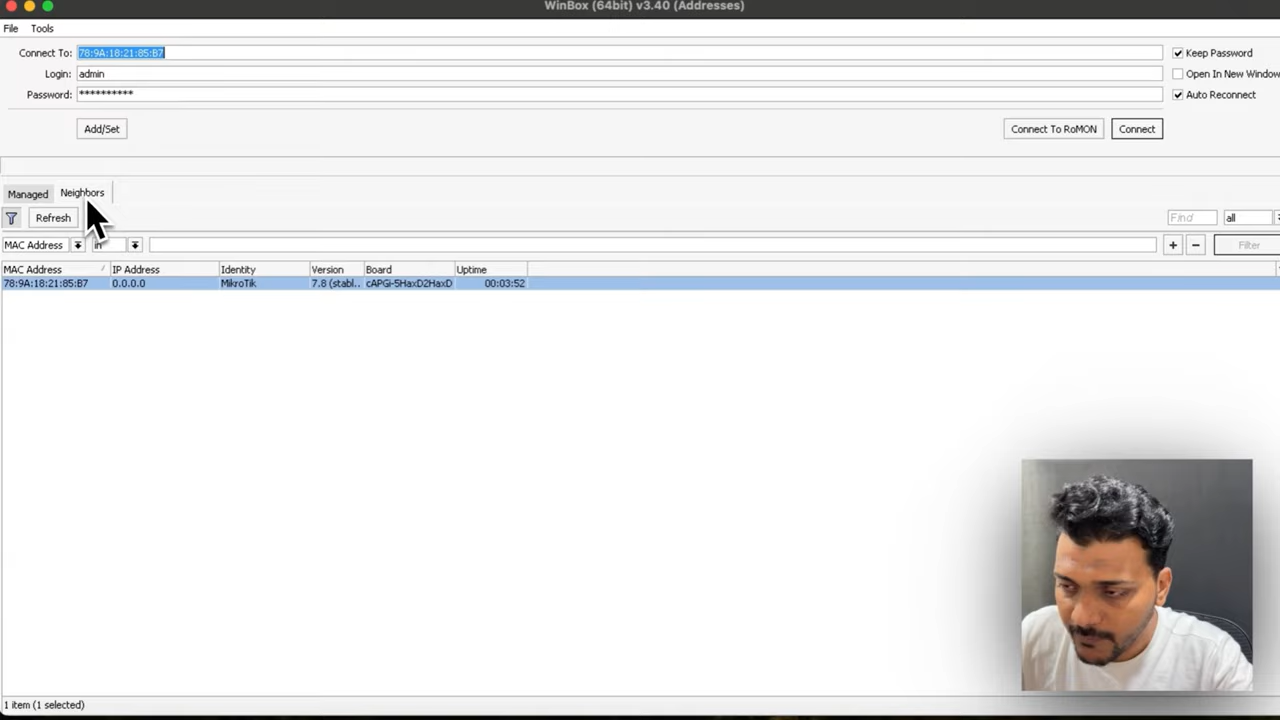 WinBox (64bit) v3.40 (Addresses)
File Tools
Connect To: 78:9A:18:21:85:B7 Keep Password
Login: admin Open In New Window
Password: ********** Auto Reconnect
Add/Set Connect To RoMON Connect
Managed Neighbors
Refresh Find all
MAC Address in Filter
MAC Address IP Address Identity Version Board Uptime
78:9A:18:21:85:B7 0.0.0.0 MikroTik 7.8 (stabl.. cAPGi-5HaxD2HaxD 00:03:52
1 item (1 selected)